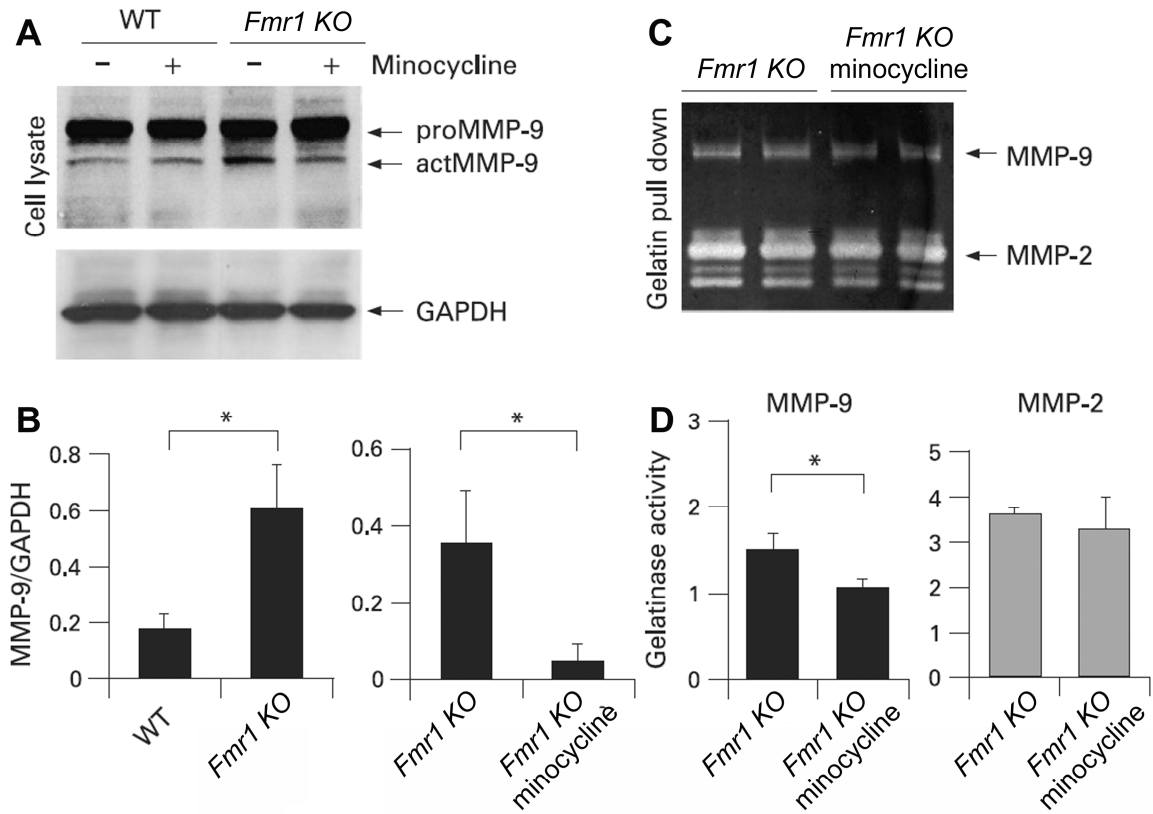 A
WT
Fmr1 KO
– + – + Minocycline
Cell lysate
proMMP-9
actMMP-9
GAPDH
C
Fmr1 KO
Fmr1 KO
minocycline
Gelatin pull down
MMP-9
MMP-2
B
MMP-9/GAPDH
0.8
0.6
0.4
0.2
0
*
WT
Fmr1 KO
0.6
0.4
0.2
0
*
Fmr1 KO
Fmr1 KO
minocycline
D
Gelatinase activity
MMP-9
3
2
1
0
*
Fmr1 KO
Fmr1 KO
minocycline
MMP-2
5
4
3
2
1
0
Fmr1 KO
Fmr1 KO
minocycline